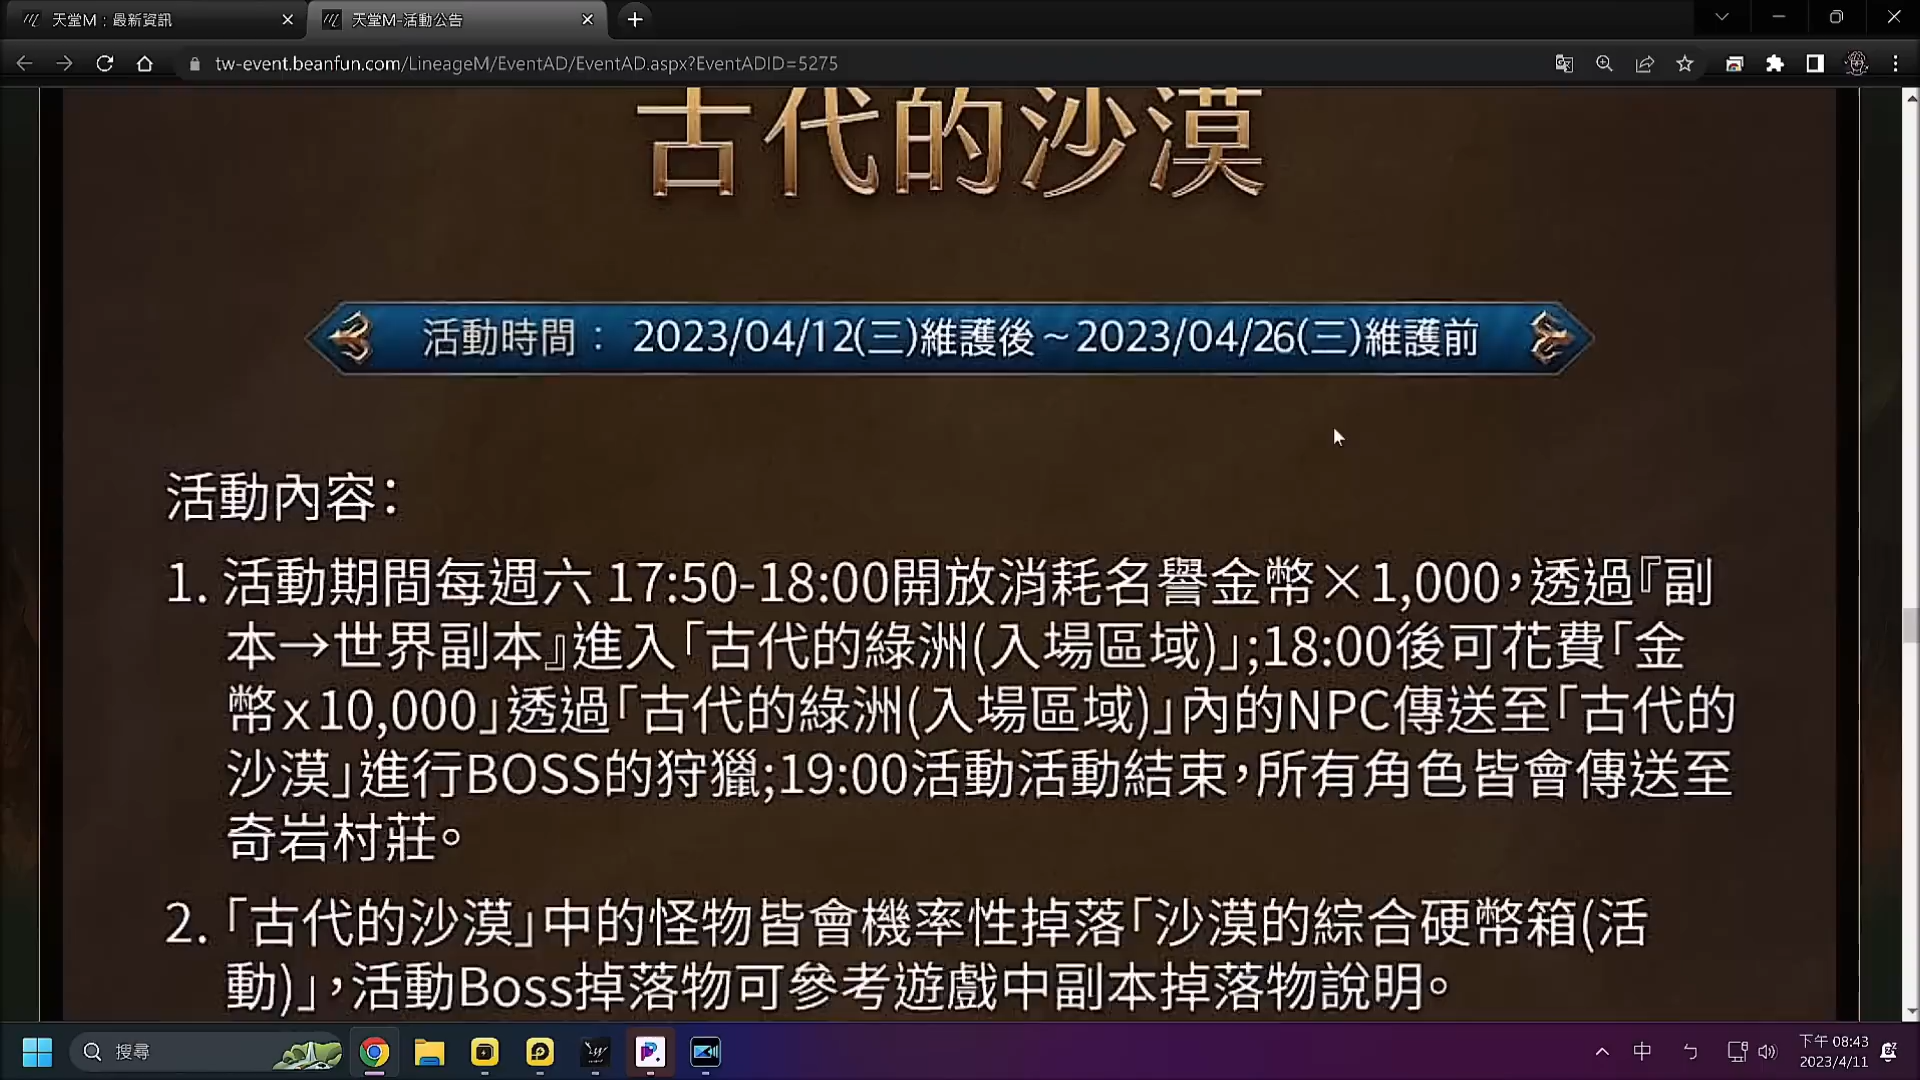 天堂M：最新資訊
天堂M-活動公告
tw-event.beanfun.com/LineageM/EventAD/EventAD.aspx?EventADID=5275
古代的沙漠
活動時間： 2023/04/12(三)維護後～2023/04/26(三)維護前
活動內容：
1. 活動期間每週六 17:50-18:00開放消耗名譽金幣×1,000，透過『副
本→世界副本』進入「古代的綠洲(入場區域)」;18:00後可花費「金
幣x10,000」透過「古代的綠洲(入場區域)」內的NPC傳送至「古代的
沙漠」進行BOSS的狩獵;19:00活動活動結束，所有角色皆會傳送至
奇岩村莊。
2. 「古代的沙漠」中的怪物皆會機率性掉落「沙漠的綜合硬幣箱(活
動)」，活動Boss掉落物可參考遊戲中副本掉落物說明。
搜尋
中
ㄅ
下午 08:43
2023/4/11